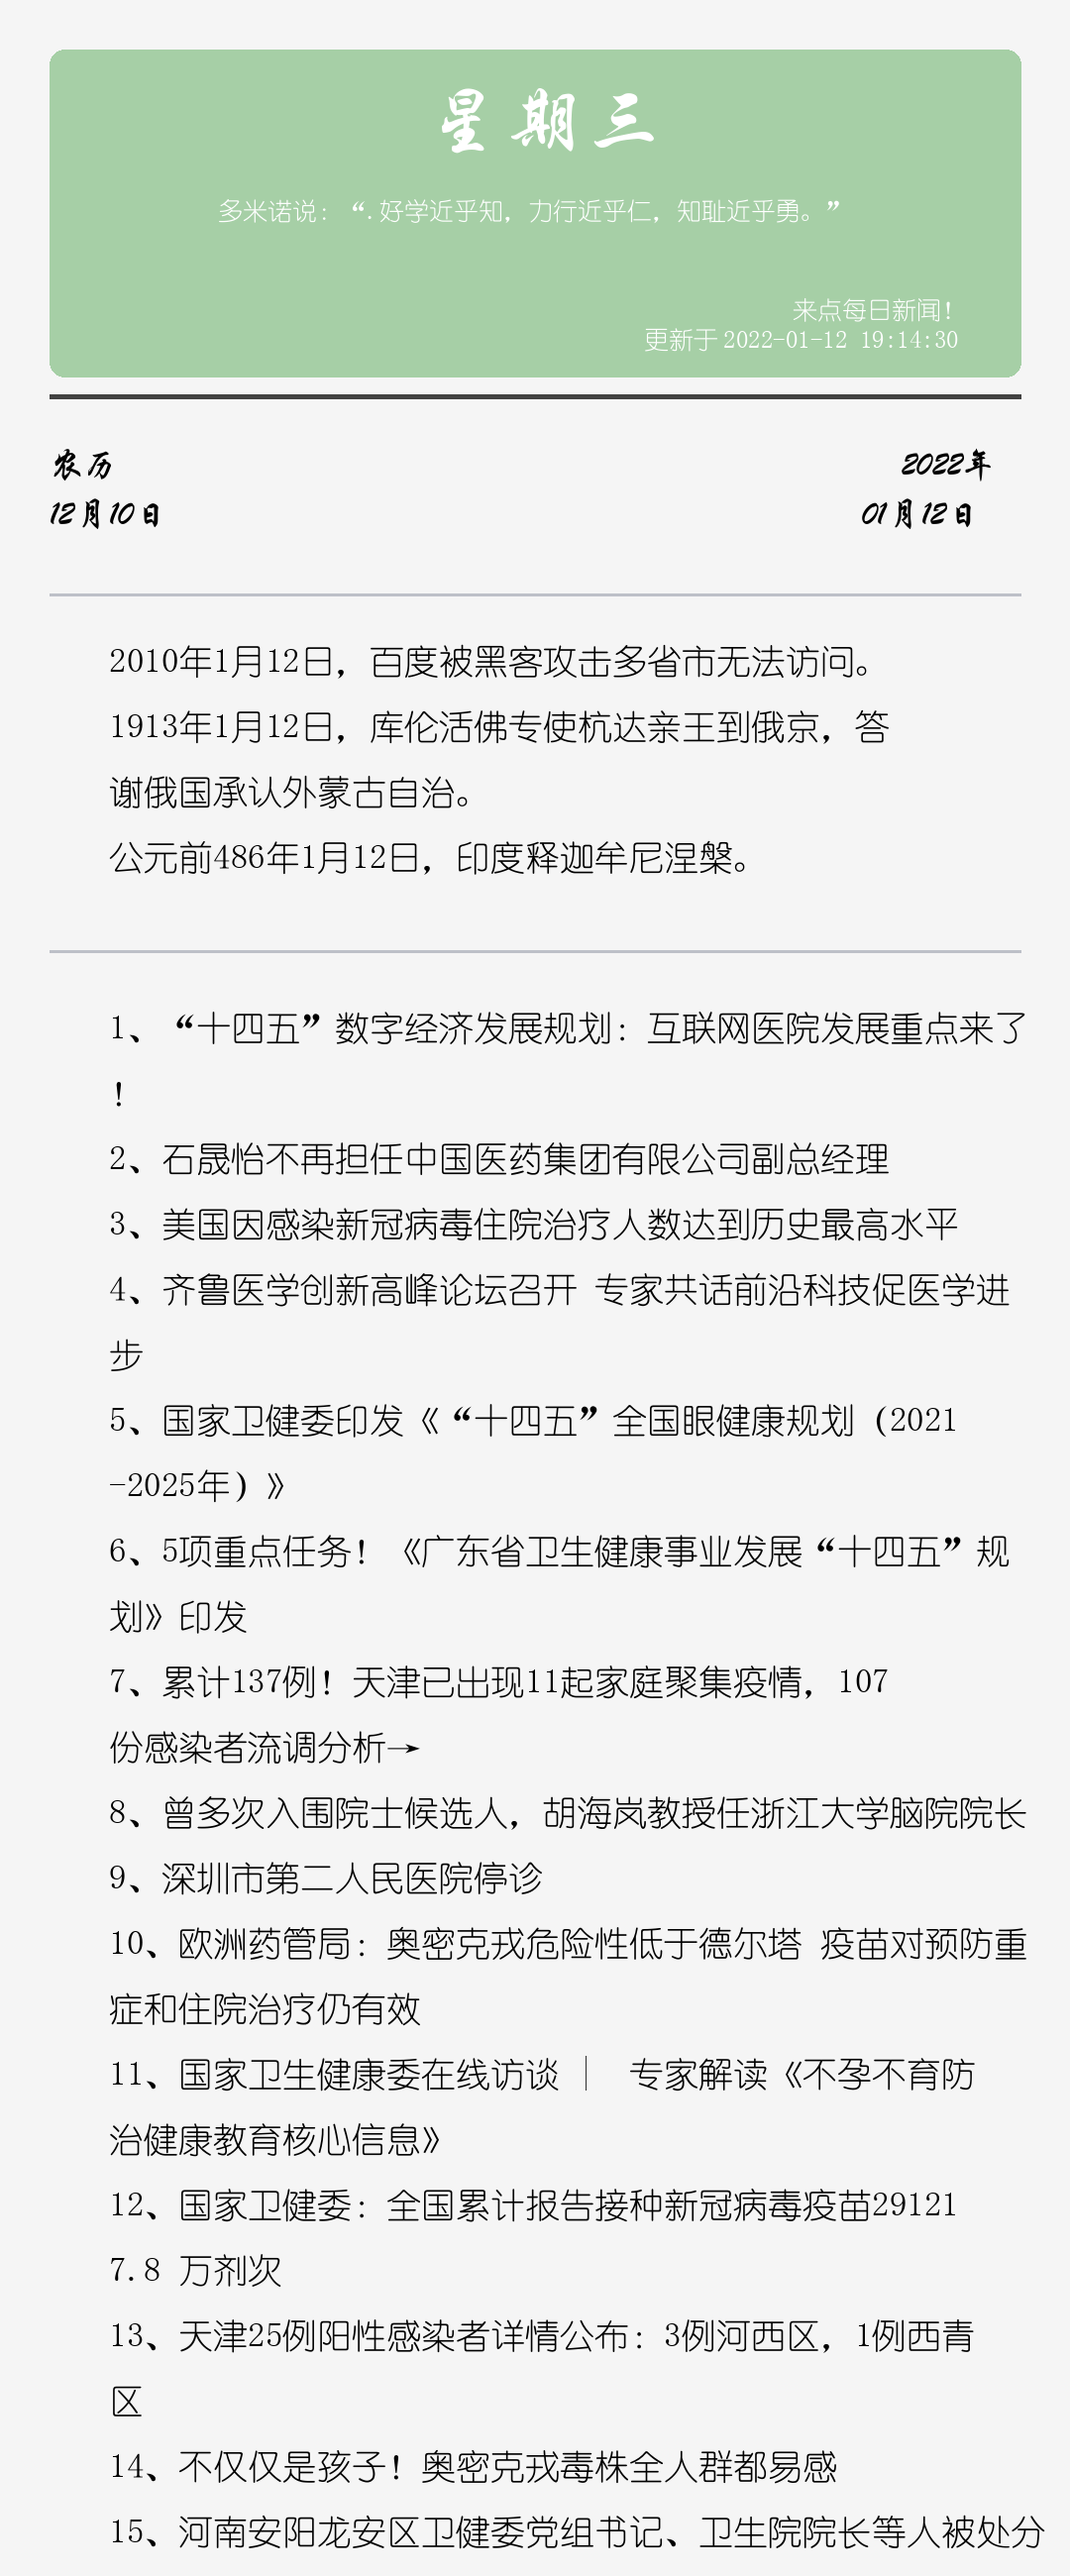 星期三
多米诺说：“.好学近乎知，力行近乎仁，知耻近乎勇。”
来点每日新闻！
更新于 2022-01-12 19:14:30
农历
2022年
12月10日
01月12日
2010年1月12日，百度被黑客攻击多省市无法访问。
1913年1月12日，库伦活佛专使杭达亲王到俄京，答
谢俄国承认外蒙古自治。
公元前486年1月12日，印度释迦牟尼涅槃。
1、“十四五”数字经济发展规划：互联网医院发展重点来了
！
2、石晟怡不再担任中国医药集团有限公司副总经理
3、美国因感染新冠病毒住院治疗人数达到历史最高水平
4、齐鲁医学创新高峰论坛召开 专家共话前沿科技促医学进
步
5、国家卫健委印发《“十四五”全国眼健康规划（2021
-2025年）》
6、5项重点任务！《广东省卫生健康事业发展“十四五”规
划》印发
7、累计137例！天津已出现11起家庭聚集疫情，107
份感染者流调分析→
8、曾多次入围院士候选人，胡海岚教授任浙江大学脑院院长
9、深圳市第二人民医院停诊
10、欧洲药管局：奥密克戎危险性低于德尔塔 疫苗对预防重
症和住院治疗仍有效
11、国家卫生健康委在线访谈 | 专家解读《不孕不育防
治健康教育核心信息》
12、国家卫健委：全国累计报告接种新冠病毒疫苗29121
7.8 万剂次
13、天津25例阳性感染者详情公布：3例河西区，1例西青
区
14、不仅仅是孩子！奥密克戎毒株全人群都易感
15、河南安阳龙安区卫健委党组书记、卫生院院长等人被处分